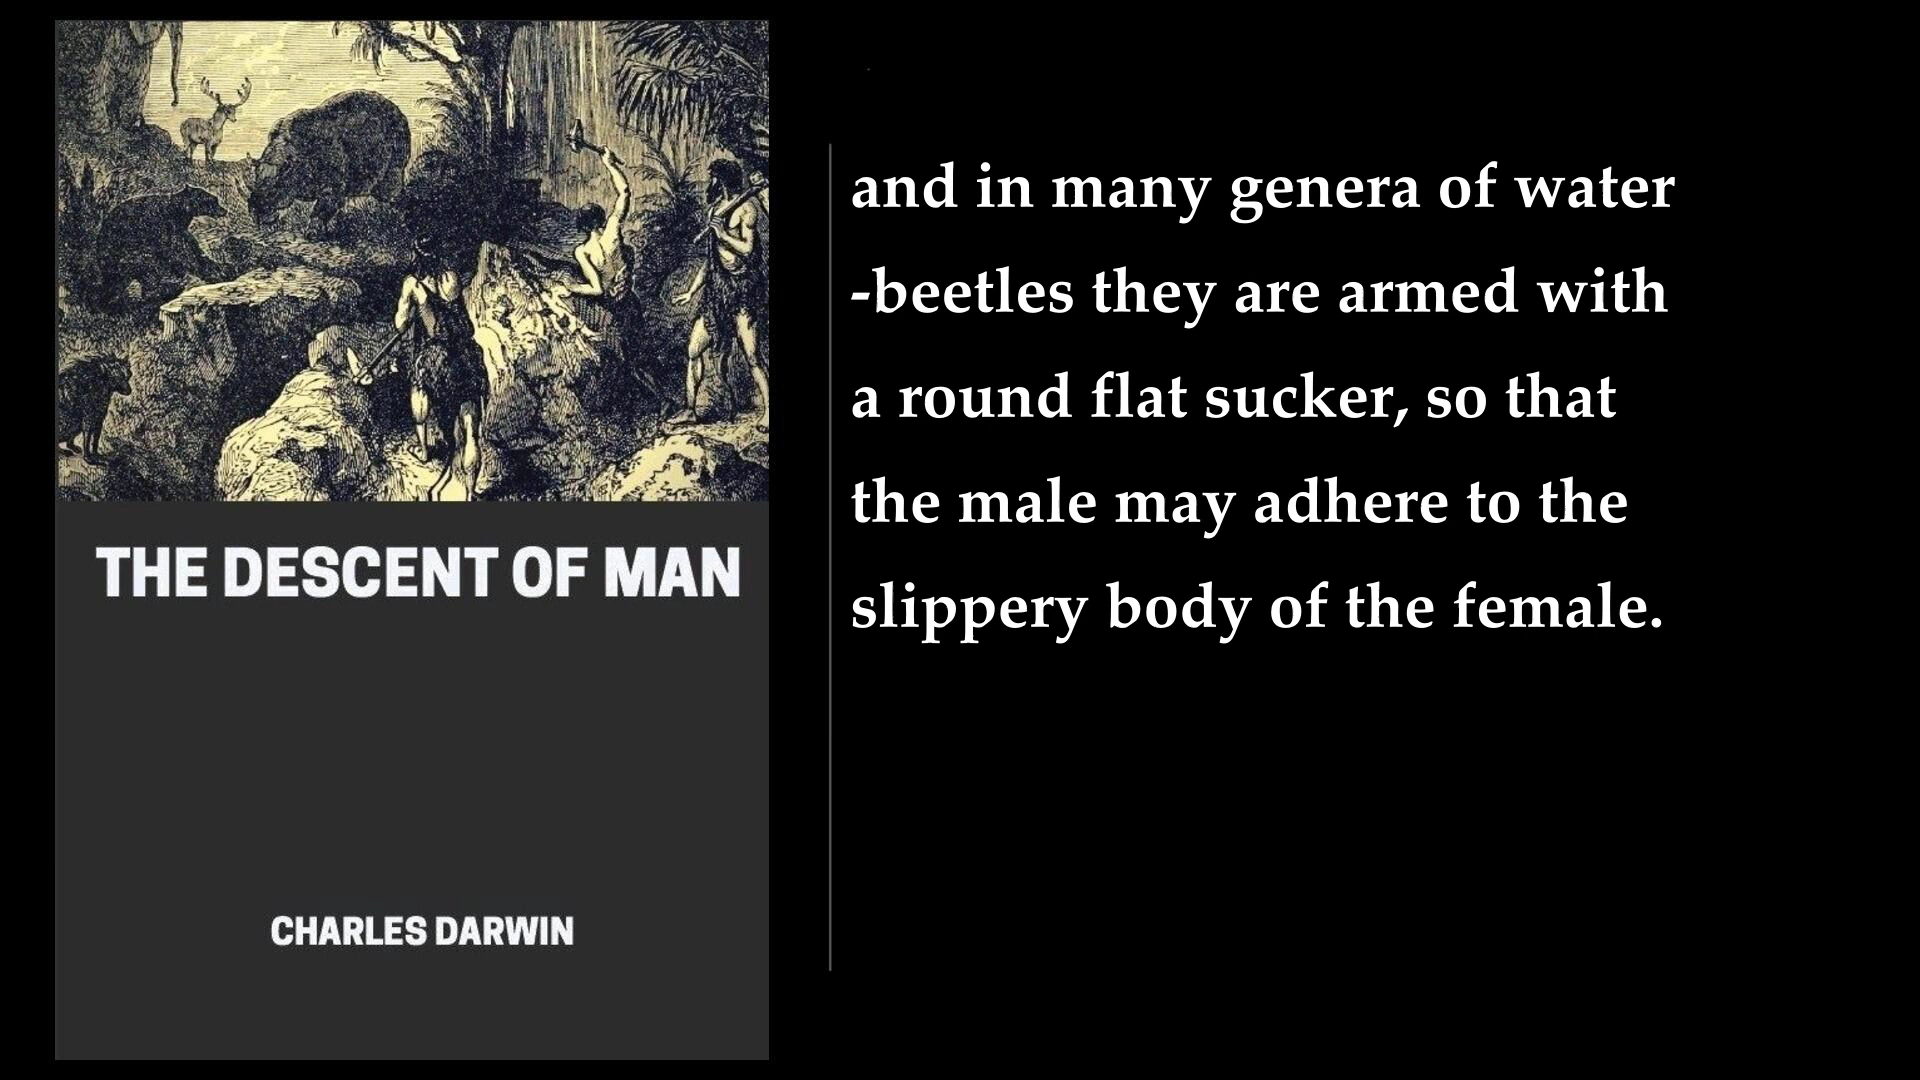 THE DESCENT OF MAN
CHARLES DARWIN
and in many genera of water
-beetles they are armed with
a round flat sucker, so that
the male may adhere to the
slippery body of the female.